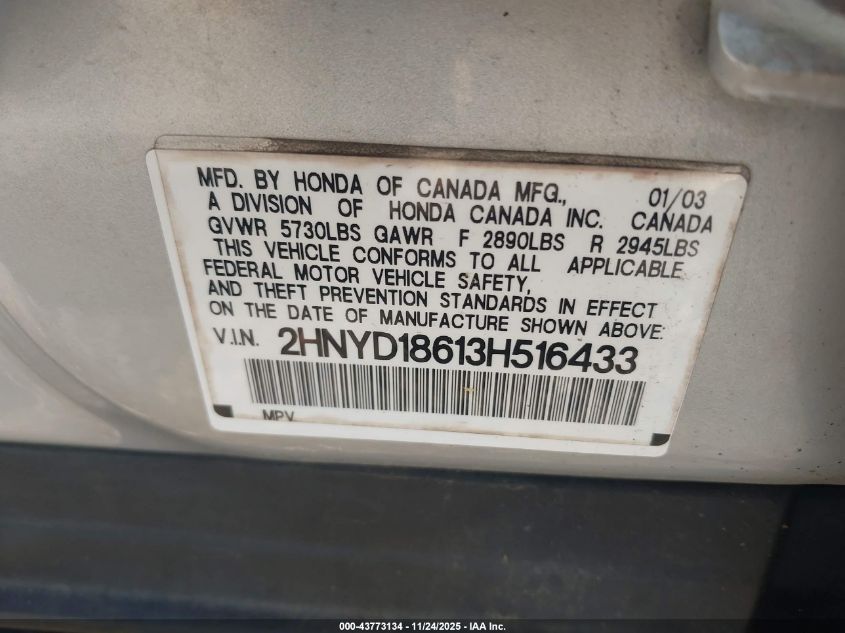 MFD. BY HONDA OF CANADA MFG., 01/03
A DIVISION OF HONDA CANADA INC. CANADA
GVWR 5730LBS GAWR F 2890LBS R 2945LBS
THIS VEHICLE CONFORMS TO ALL APPLICABLE
FEDERAL MOTOR VEHICLE SAFETY,
AND THEFT PREVENTION STANDARDS IN EFFECT
ON THE DATE OF MANUFACTURE SHOWN ABOVE:
V.I.N. 2HNYD18613H516433
MPV
000-43773134 - 11/24/2025 - IAA Inc.